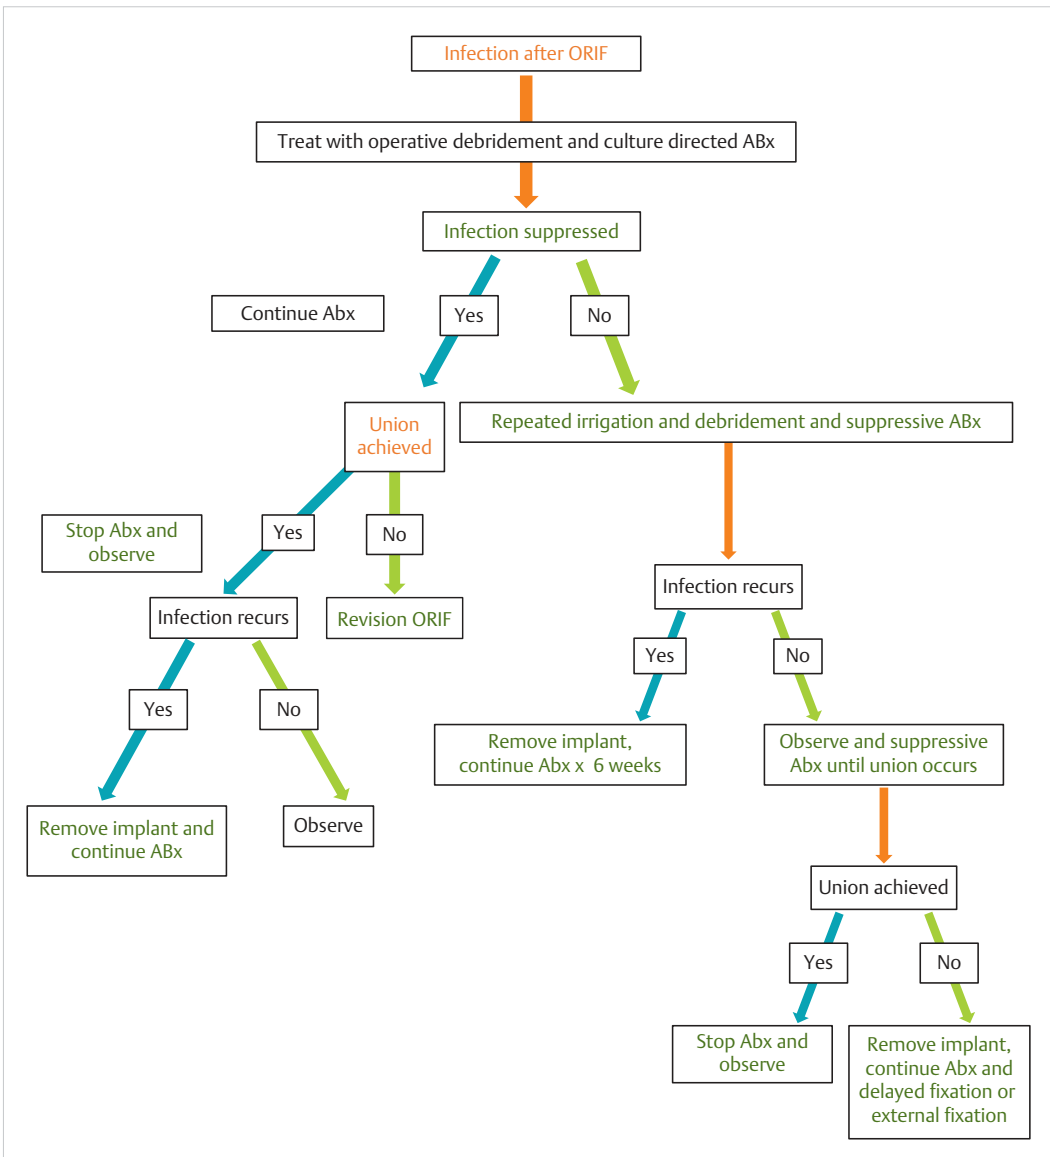 Infection after ORIF
Treat with operative debridement and culture directed ABx
Infection suppressed
Continue Abx
Yes
No
Union
achieved
Repeated irrigation and debridement and suppressive ABx
Stop Abx and
observe
Yes
No
Infection recurs
Revision ORIF
Infection recurs
Yes
No
Yes
No
Remove implant,
continue Abx x 6 weeks
Observe and suppressive
Abx until union occurs
Remove implant and
continue ABx
Observe
Union achieved
Yes
No
Stop Abx and
observe
Remove implant,
continue Abx and
delayed fixation or
external fixation